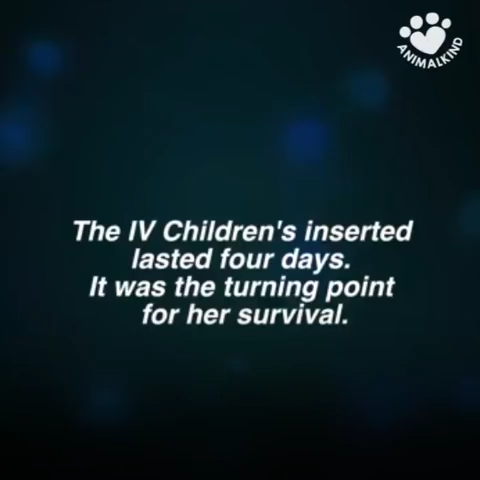 ANIMALKIND
The IV Children's inserted
lasted four days.
It was the turning point
for her survival.